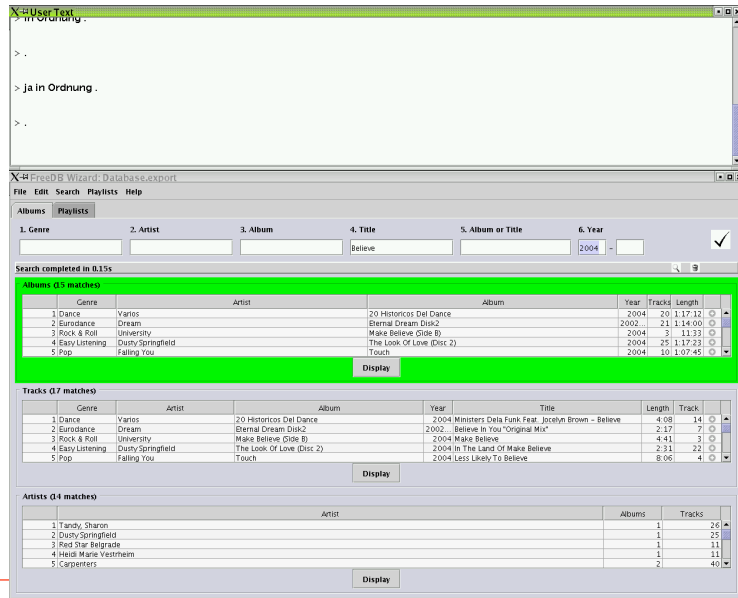 User Text
> in Ordnung .
> .
> ja in Ordnung .
> .
FreeDB Wizard: Database.export
File Edit Search Playlists Help
Albums Playlists
1. Genre 2. Artist 3. Album 4. Title 5. Album or Title 6. Year
Believe 2004 –
Search completed in 0.15s
Albums (15 matches)
Genre Artist Album Year Tracks Length
1 Dance Varios 20 Historicos Del Dance 2004 20 1:17:12
2 Eurodance Dream Eternal Dream Disk2 2002... 21 1:14:00
3 Rock & Roll University Make Believe (Side B) 2004 3 11:33
4 Easy Listening Dusty Springfield The Look Of Love (Disc 2) 2004 25 1:17:23
5 Pop Falling You Touch 2004 10 1:07:45
Display
Tracks (17 matches)
Genre Artist Album Year Title Length Track
1 Dance Varios 20 Historicos Del Dance 2004 Ministers Dela Funk Feat. Jocelyn Brown – Believe 4:08 14
2 Eurodance Dream Eternal Dream Disk2 2002... Believe In You "Original Mix" 2:17 7
3 Rock & Roll University Make Believe (Side B) 2004 Make Believe 4:41 3
4 Easy Listening Dusty Springfield The Look Of Love (Disc 2) 2004 In The Land Of Make Believe 2:31 22
5 Pop Falling You Touch 2004 Less Likely To Believe 8:06 4
Display
Artists (14 matches)
Artist Albums Tracks
1 Tandy, Sharon 1 26
2 Dusty Springfield 1 25
3 Red Star Belgrade 1 11
4 Heidi Marie Vestrheim 1 11
5 Carpenters 2 40
Display